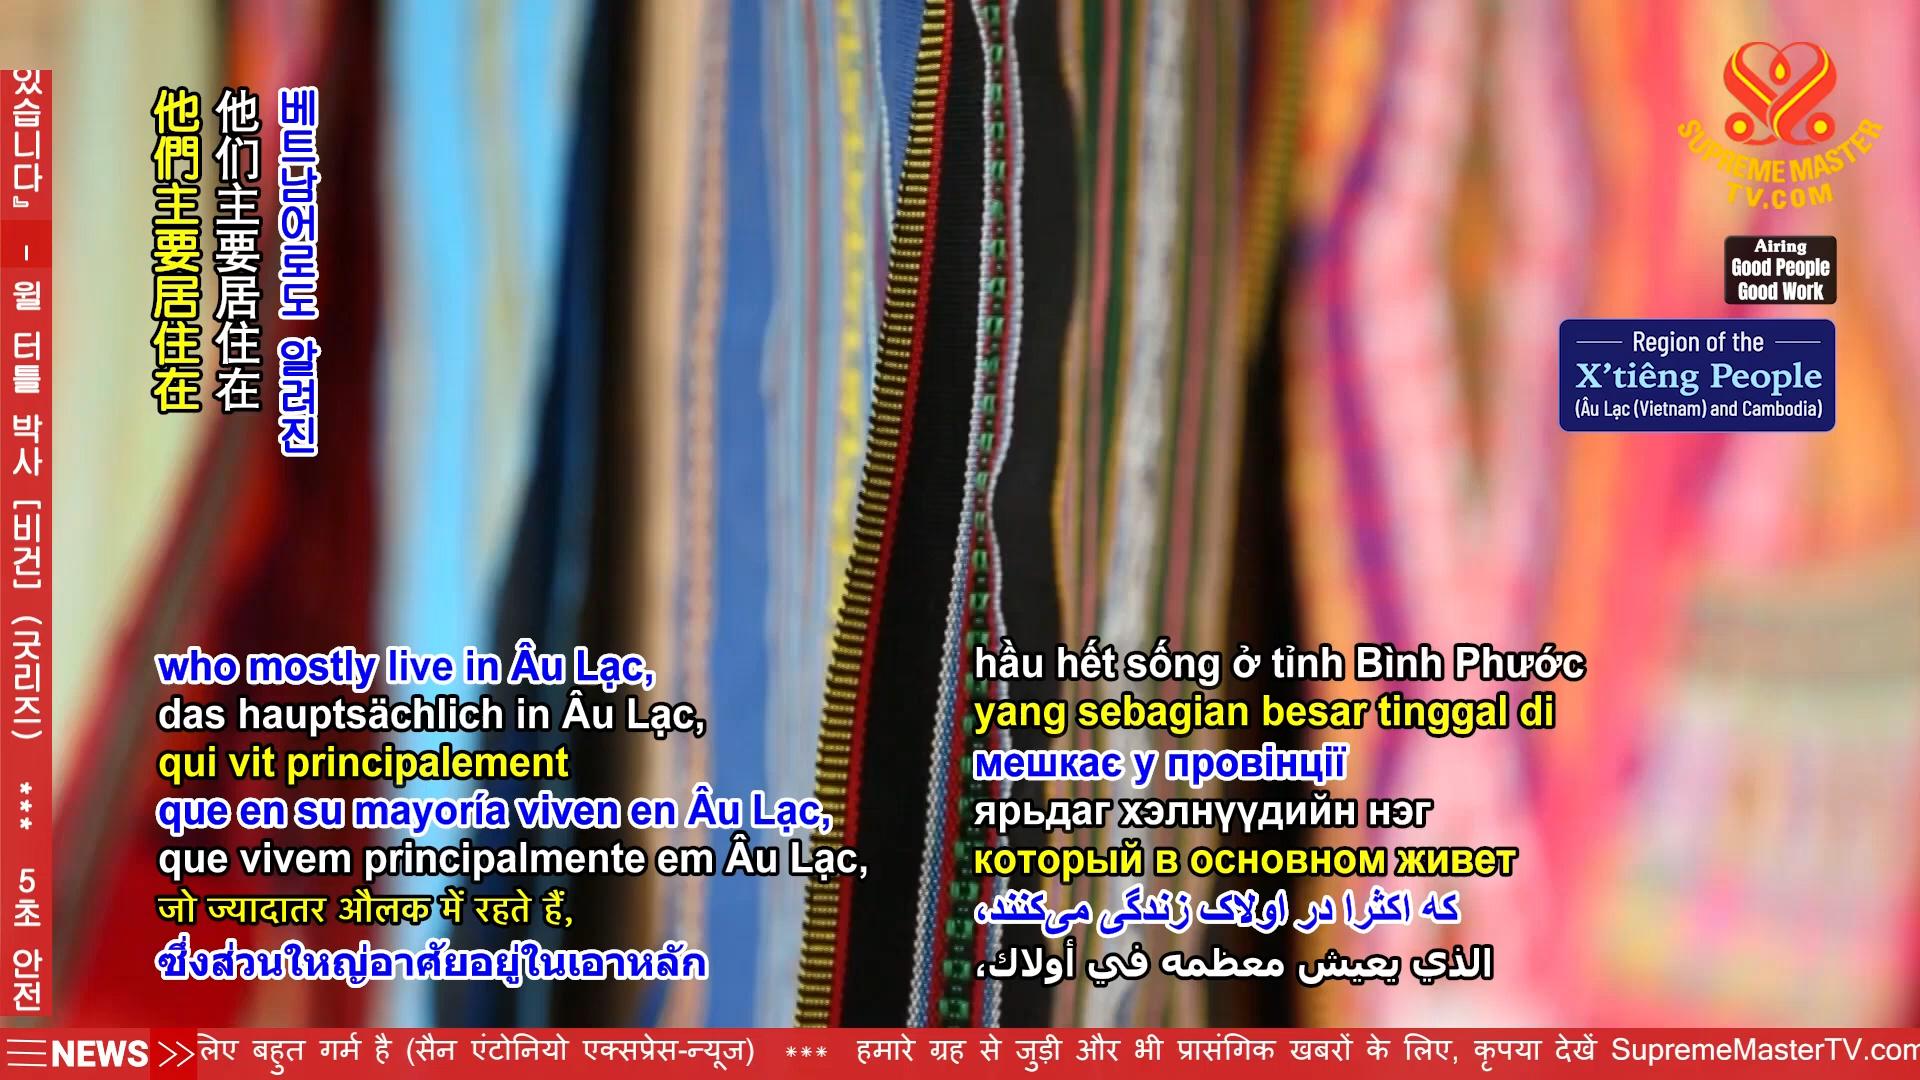 있습니다』 – 윌 터틀 박사 [비건] (굿리지) *** 5초 안전
他們主要居住在
他们主要居住在
베트남어로도 알려진
SUPREME MASTER
TV.COM
Airing
Good People
Good Work
Region of the
X’tiêng People
(Âu Lạc (Vietnam) and Cambodia)
who mostly live in Âu Lạc,
das hauptsächlich in Âu Lạc,
qui vit principalement
que en su mayoría viven en Âu Lạc,
que vivem principalmente em Âu Lạc,
जो ज्यादातर औलक में रहते हैं,
ซึ่งส่วนใหญ่อาศัยอยู่ในเอาหลัก
hầu hết sống ở tỉnh Bình Phước
yang sebagian besar tinggal di
мешкає у провінції
ярьдаг хэлнүүдийн нэг
который в основном живет
که اکثرا در اولاک زندگی می‌کنند،
الذي يعيش معظمه في أولاك،
NEWS >> लिए बहुत गर्म है (सैन एंटोनियो एक्सप्रेस-न्यूज) *** हमारे ग्रह से जुड़ी और भी प्रासंगिक खबरों के लिए, कृपया देखें SupremeMasterTV.com